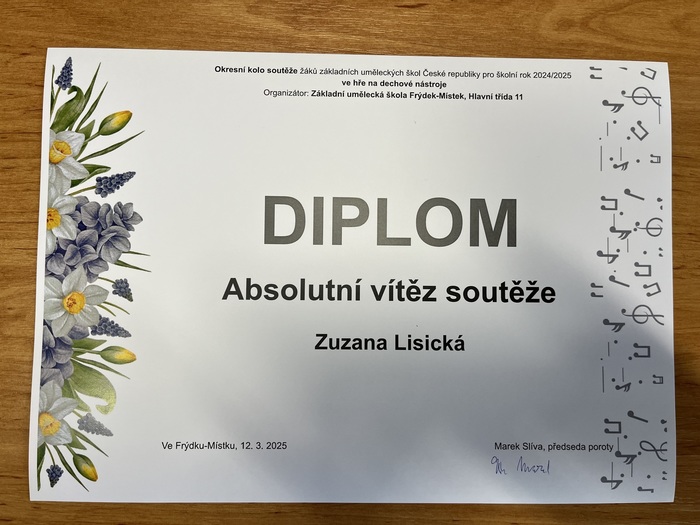 Okresní kolo soutěže žáků základních uměleckých škol České republiky pro školní rok 2024/2025
ve hře na dechové nástroje
Organizátor: Základní umělecká škola Frýdek-Místek, Hlavní třída 11
DIPLOM
Absolutní vítěz soutěže
Zuzana Lisická
Ve Frýdku-Místku, 12. 3. 2025
Marek Slíva, předseda poroty